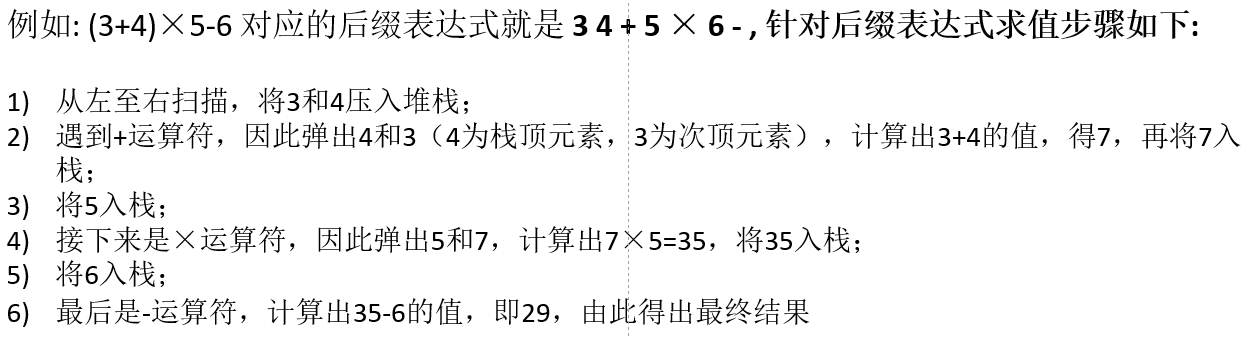 例如: (3+4)×5-6 对应的后缀表达式就是 3 4 + 5 × 6 - , 针对后缀表达式求值步骤如下:
1) 从左至右扫描，将3和4压入堆栈；
2) 遇到+运算符，因此弹出4和3（4为栈顶元素，3为次顶元素），计算出3+4的值，得7，再将7入
栈；
3) 将5入栈；
4) 接下来是×运算符，因此弹出5和7，计算出7×5=35，将35入栈；
5) 将6入栈；
6) 最后是-运算符，计算出35-6的值，即29，由此得出最终结果